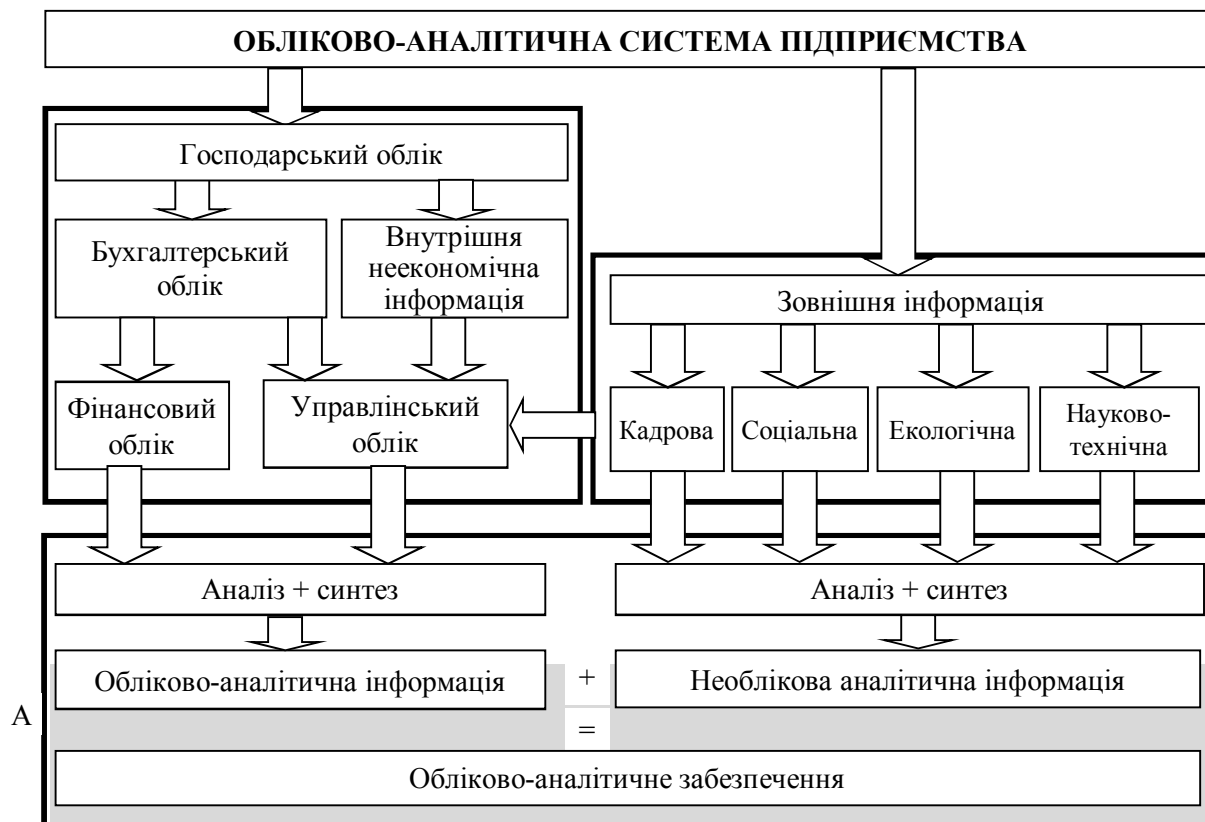 ОБЛІКОВО-АНАЛІТИЧНА СИСТЕМА ПІДПРИЄМСТВА
Господарський облік
Бухгалтерський
облік
Внутрішня
неекономічна
інформація
Зовнішня інформація
Фінансовий
облік
Управлінський
облік
Кадрова
Соціальна
Екологічна
Науково-
технічна
Аналіз + синтез
Аналіз + синтез
Обліково-аналітична інформація
+
Необлікова аналітична інформація
А
=
Обліково-аналітичне забезпечення